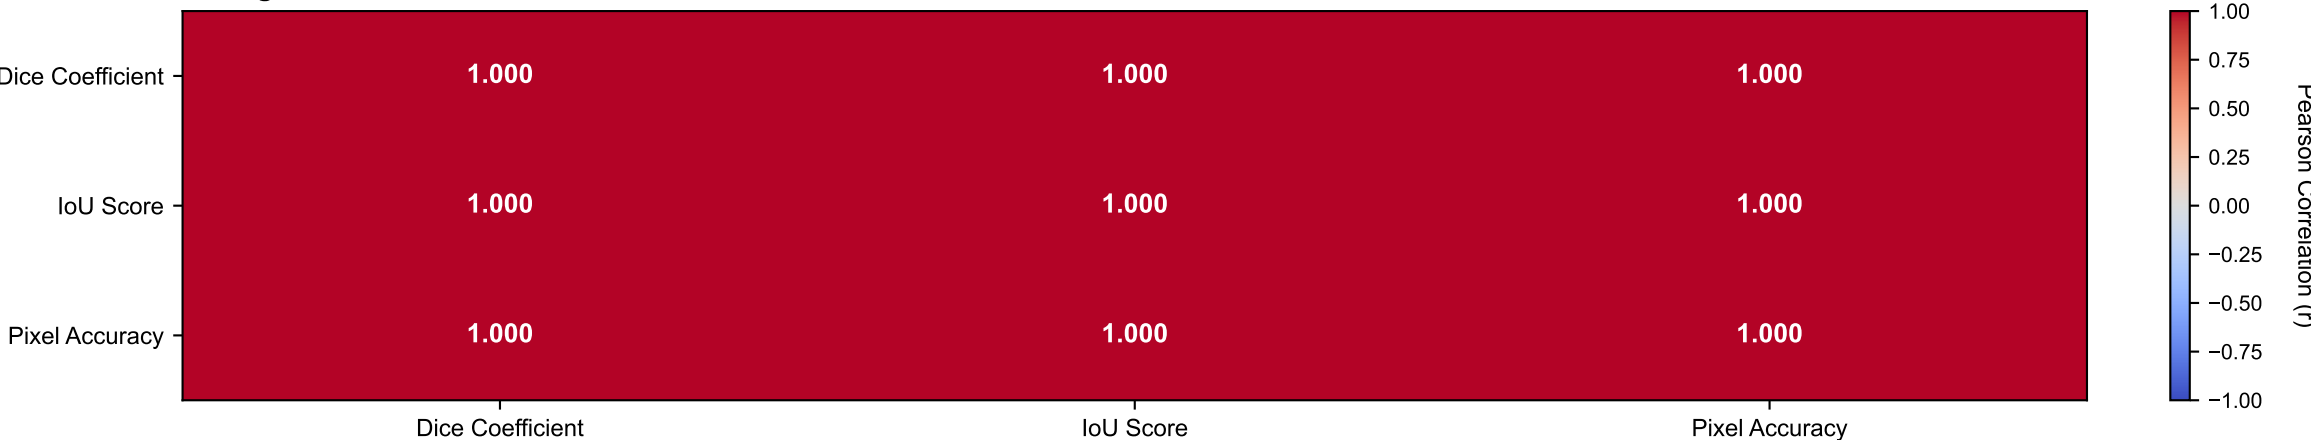 Dice Coefficient 1.000 1.000 1.000
IoU Score 1.000 1.000 1.000
Pixel Accuracy 1.000 1.000 1.000
Dice Coefficient IoU Score Pixel Accuracy
1.00
0.75
0.50
0.25
0.00
−0.25
−0.50
−0.75
−1.00
Pearson Correlation (r)